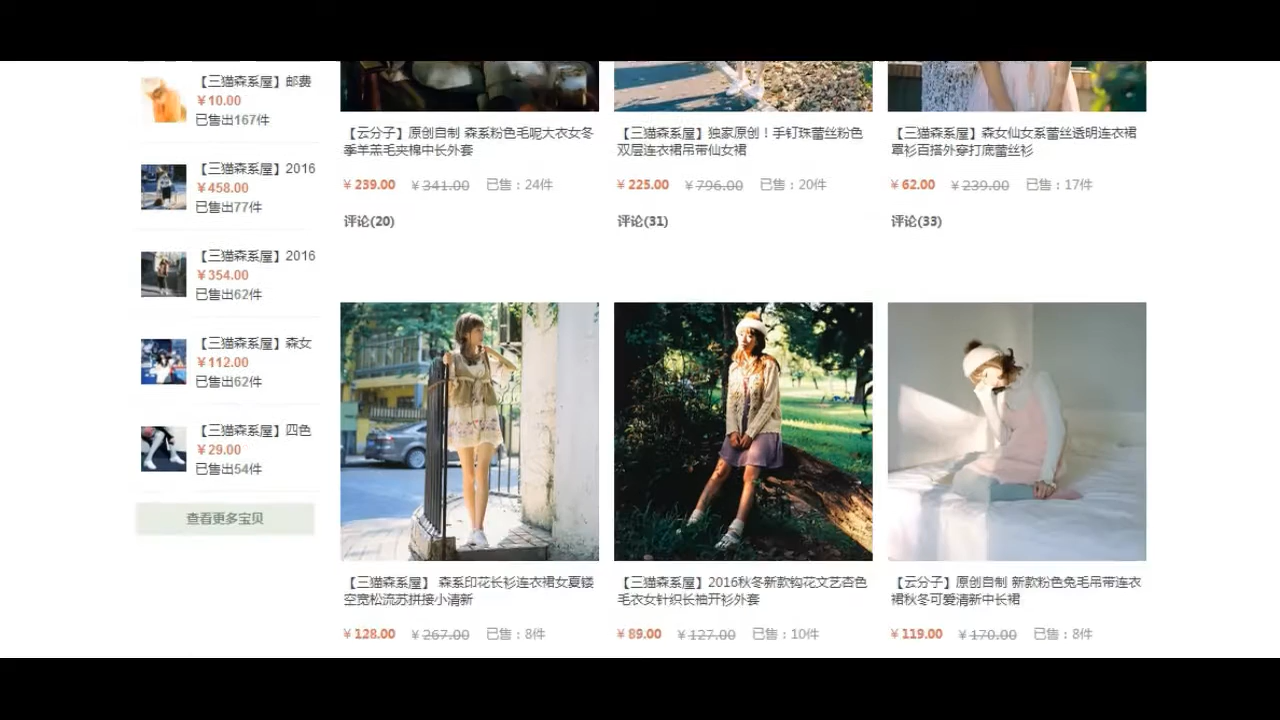 【三猫森系屋】邮费
￥10.00
已售出167件
【三猫森系屋】2016
￥458.00
已售出77件
【三猫森系屋】2016
￥354.00
已售出62件
【三猫森系屋】森女
￥112.00
已售出62件
【三猫森系屋】四色
￥29.00
已售出54件
查看更多宝贝
【云分子】原创自制 森系粉色毛呢大衣女冬
季羊羔毛夹棉中长外套
￥239.00 ￥341.00 已售：24件
评论(20)
【三猫森系屋】独家原创！手钉珠蕾丝粉色
双层连衣裙吊带仙女裙
￥225.00 ￥796.00 已售：20件
评论(31)
【三猫森系屋】森女仙女系蕾丝透明连衣裙
罩衫百搭外穿打底蕾丝衫
￥62.00 ￥239.00 已售：17件
评论(33)
【三猫森系屋】 森系印花长衫连衣裙女夏镂
空宽松流苏拼接小清新
￥128.00 ￥267.00 已售：8件
【三猫森系屋】2016秋冬新款钩花文艺杏色
毛衣女针织长袖开衫外套
￥89.00 ￥127.00 已售：10件
【云分子】原创自制 新款粉色兔毛吊带连衣
裙秋冬可爱清新中长裙
￥119.00 ￥170.00 已售：8件